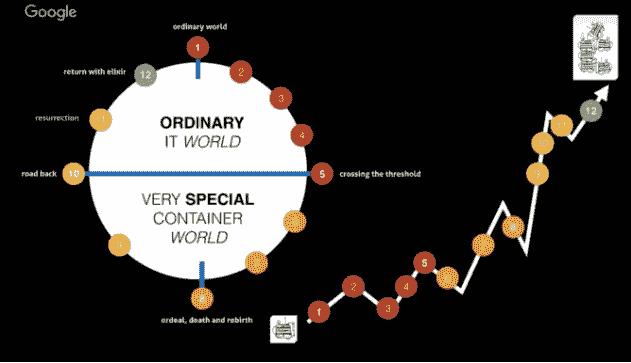 Google
ordinary world
1
return with elixir
12
2
3
resurrection
4
ORDINARY
IT WORLD
road back
10
5
crossing the threshold
VERY SPECIAL
CONTAINER
WORLD
ordeal, death and rebirth
1
2
3
4
5
12